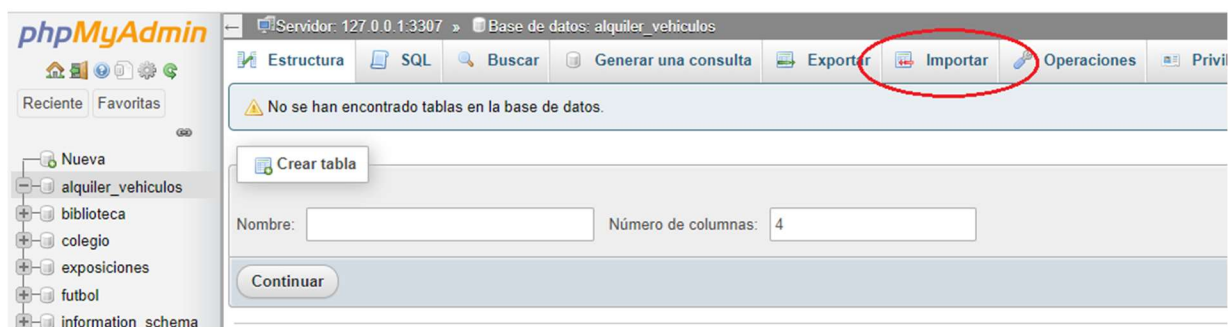 phpMyAdmin
Reciente Favoritas
Nueva
alquiler_vehiculos
biblioteca
colegio
exposiciones
futbol
information_schema
Servidor: 127.0.0.1:3307 » Base de datos: alquiler_vehiculos
Estructura SQL Buscar Generar una consulta Exportar Importar Operaciones Privil
No se han encontrado tablas en la base de datos.
Crear tabla
Nombre: Número de columnas: 4
Continuar